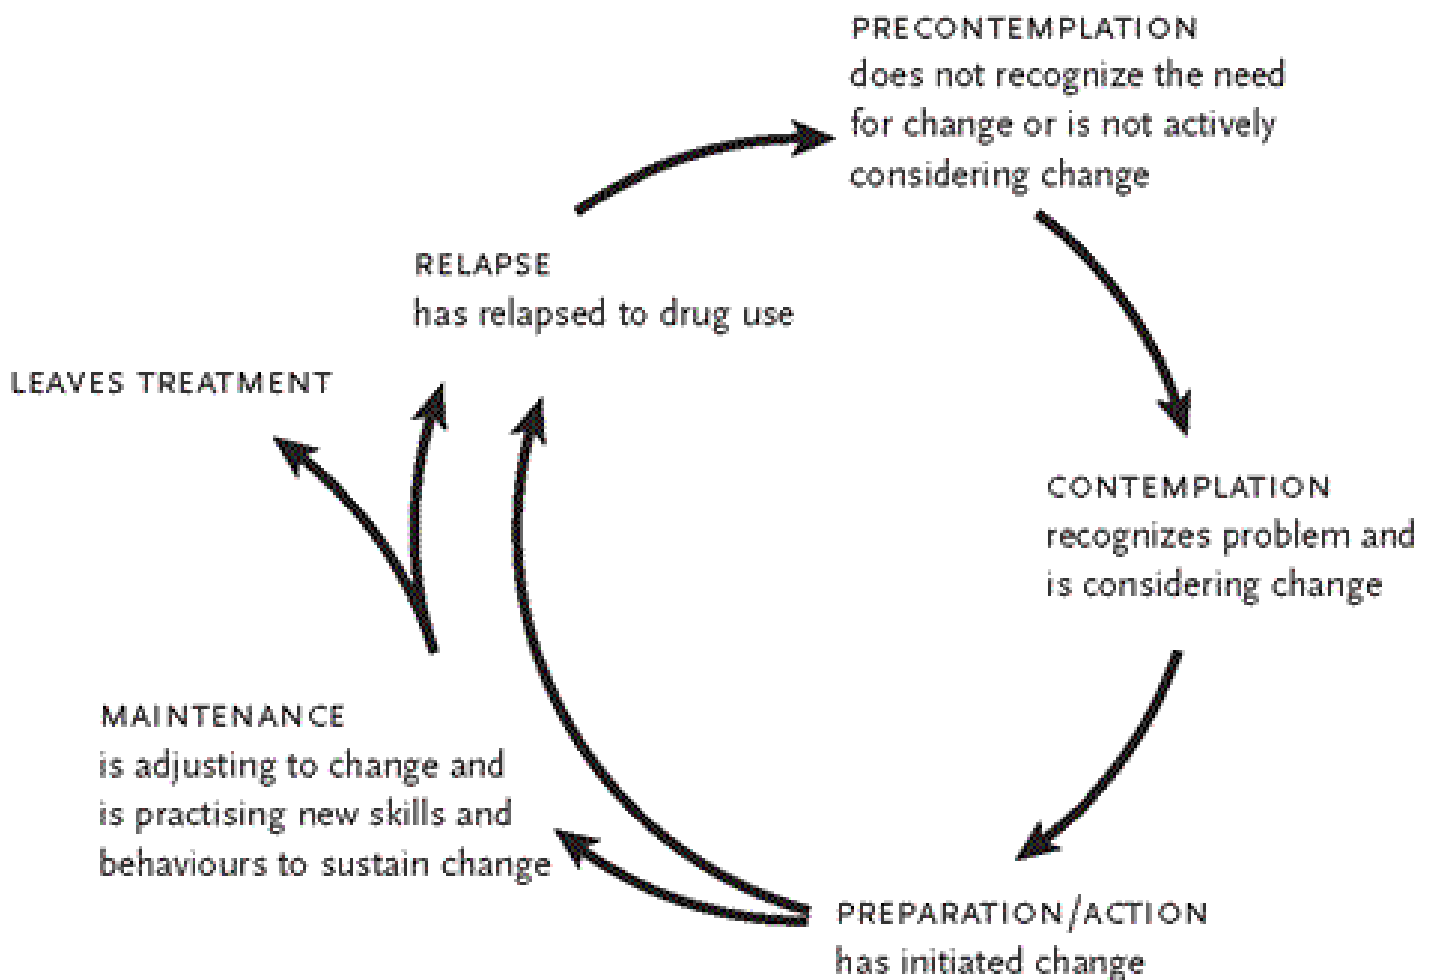 PRECONTEMPLATION
does not recognize the need
for change or is not actively
considering change
RELAPSE
has relapsed to drug use
LEAVES TREATMENT
CONTEMPLATION
recognizes problem and
is considering change
MAINTENANCE
is adjusting to change and
is practising new skills and
behaviours to sustain change
PREPARATION/ACTION
has initiated change